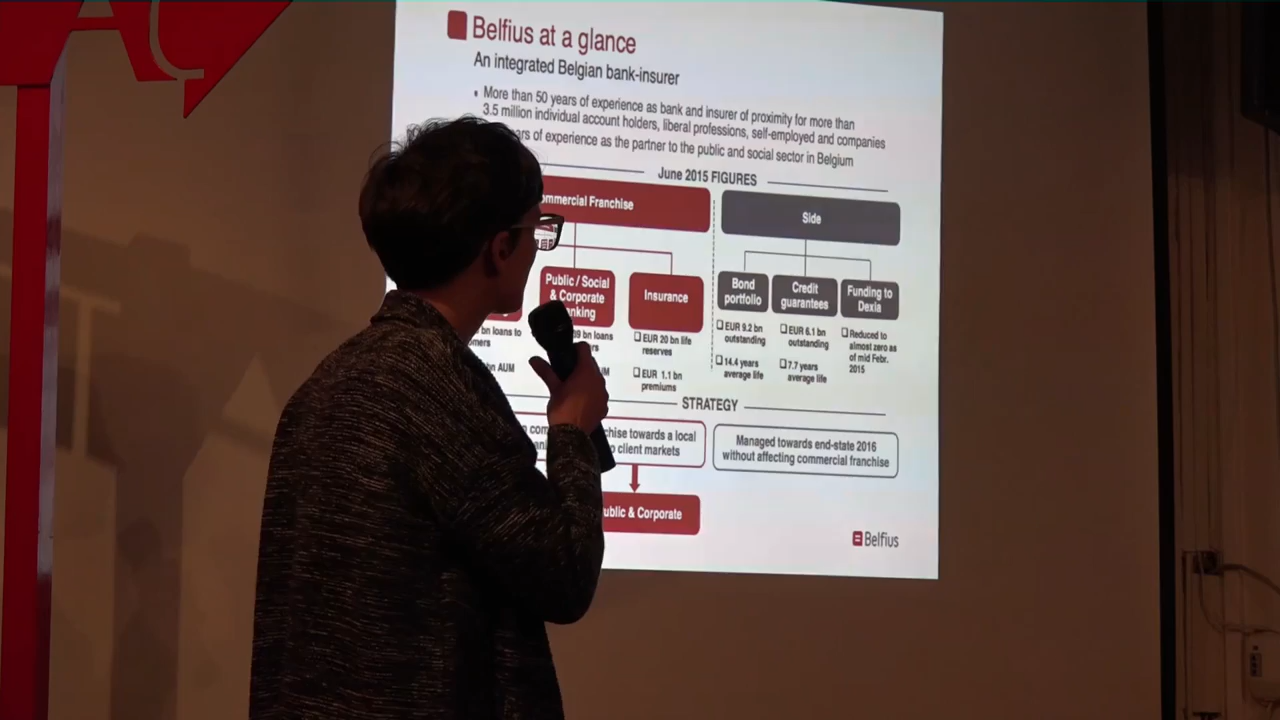 Belfius at a glance
An integrated Belgian bank-insurer
• More than 50 years of experience as bank and insurer of proximity for more than
3.5 million individual account holders, liberal professions, self-employed and companies
of experience as the partner to the public and social sector in Belgium
June 2015 FIGURES
Franchise
Side
Public / Social
& Corporate
Insurance
Bond
portfolio
Credit
guarantees
Funding to
Dexia
bn loans to
bn loans
AUM
❑ EUR 20 bn life
reserves
❑ EUR 1.1 bn
premiums
❑ EUR 9.2 bn
outstanding
❑ 14.4 years
average life
❑ EUR 6.1 bn
outstanding
❑ 7.7 years
average life
❑ Reduced to
almost zero as
of mid Febr.
2015
STRATEGY
towards a local
client markets
Managed towards end-state 2016
without affecting commercial franchise
& Corporate
Belfius